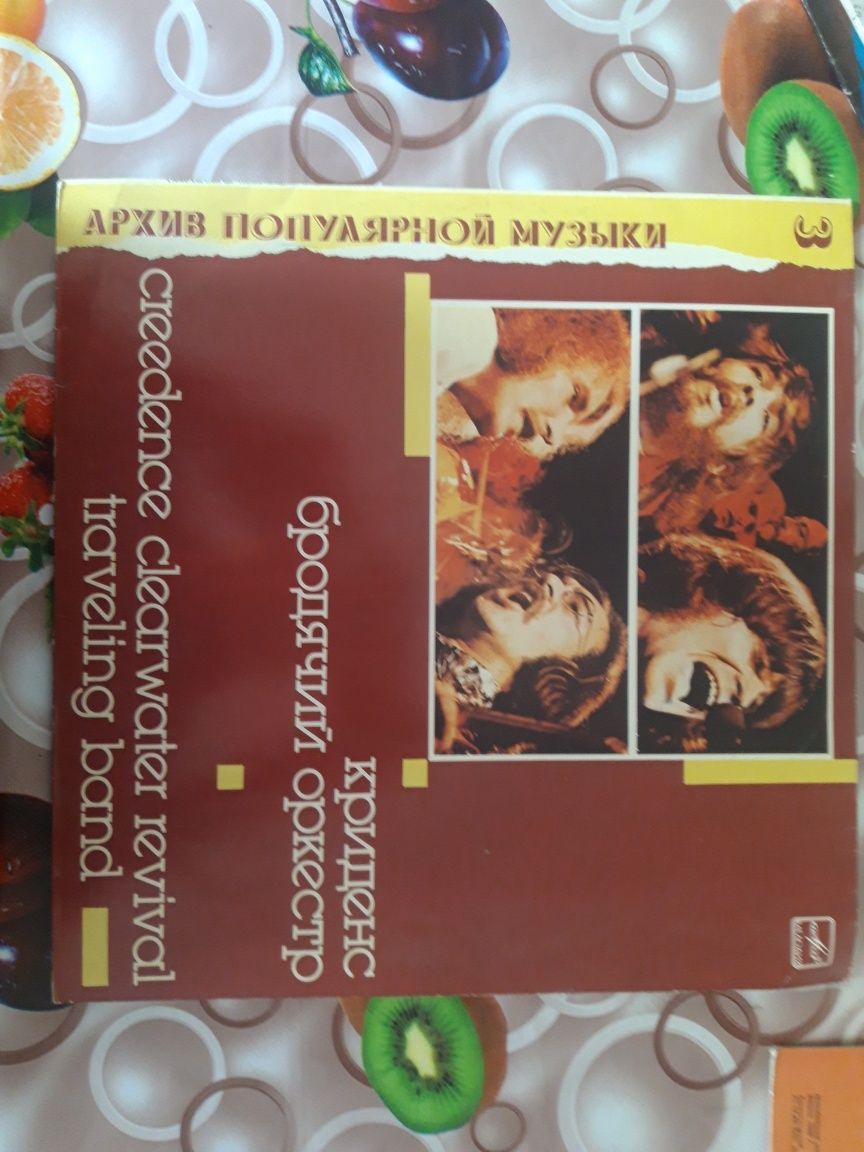 АРХИВ ПОПУЛЯРНОЙ МУЗЫКИ
3
криденс
бродячий оркестр
creedence clearwater revival
traveling band